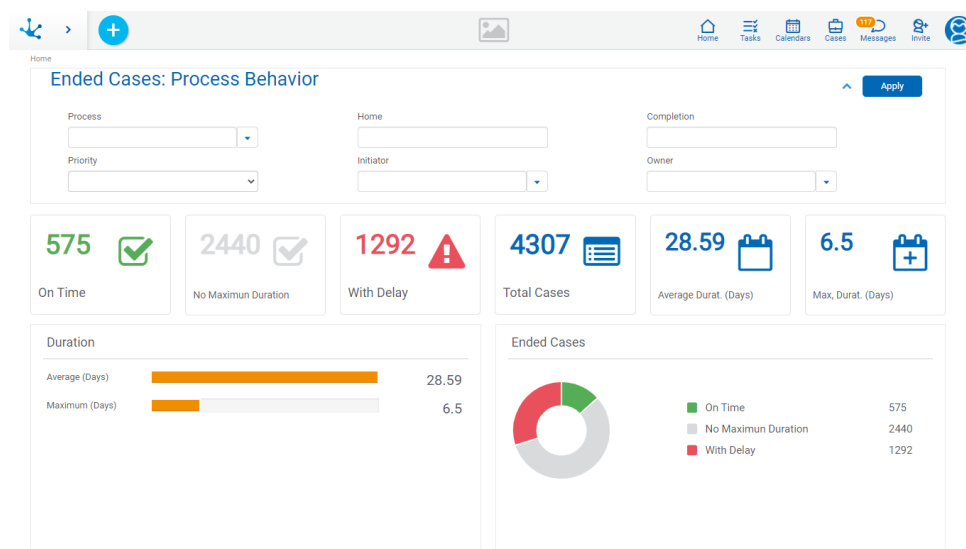 117
Home Tasks Calendars Cases Messages Invite
Home
Ended Cases: Process Behavior
Apply
Process Home Completion
Priority Initiator Owner
575 2440 1292 4307 28.59 6.5
On Time No Maximun Duration With Delay Total Cases Average Durat. (Days) Max, Durat. (Days)
Duration
Average (Days) 28.59
Maximum (Days) 6.5
Ended Cases
On Time 575
No Maximun Duration 2440
With Delay 1292